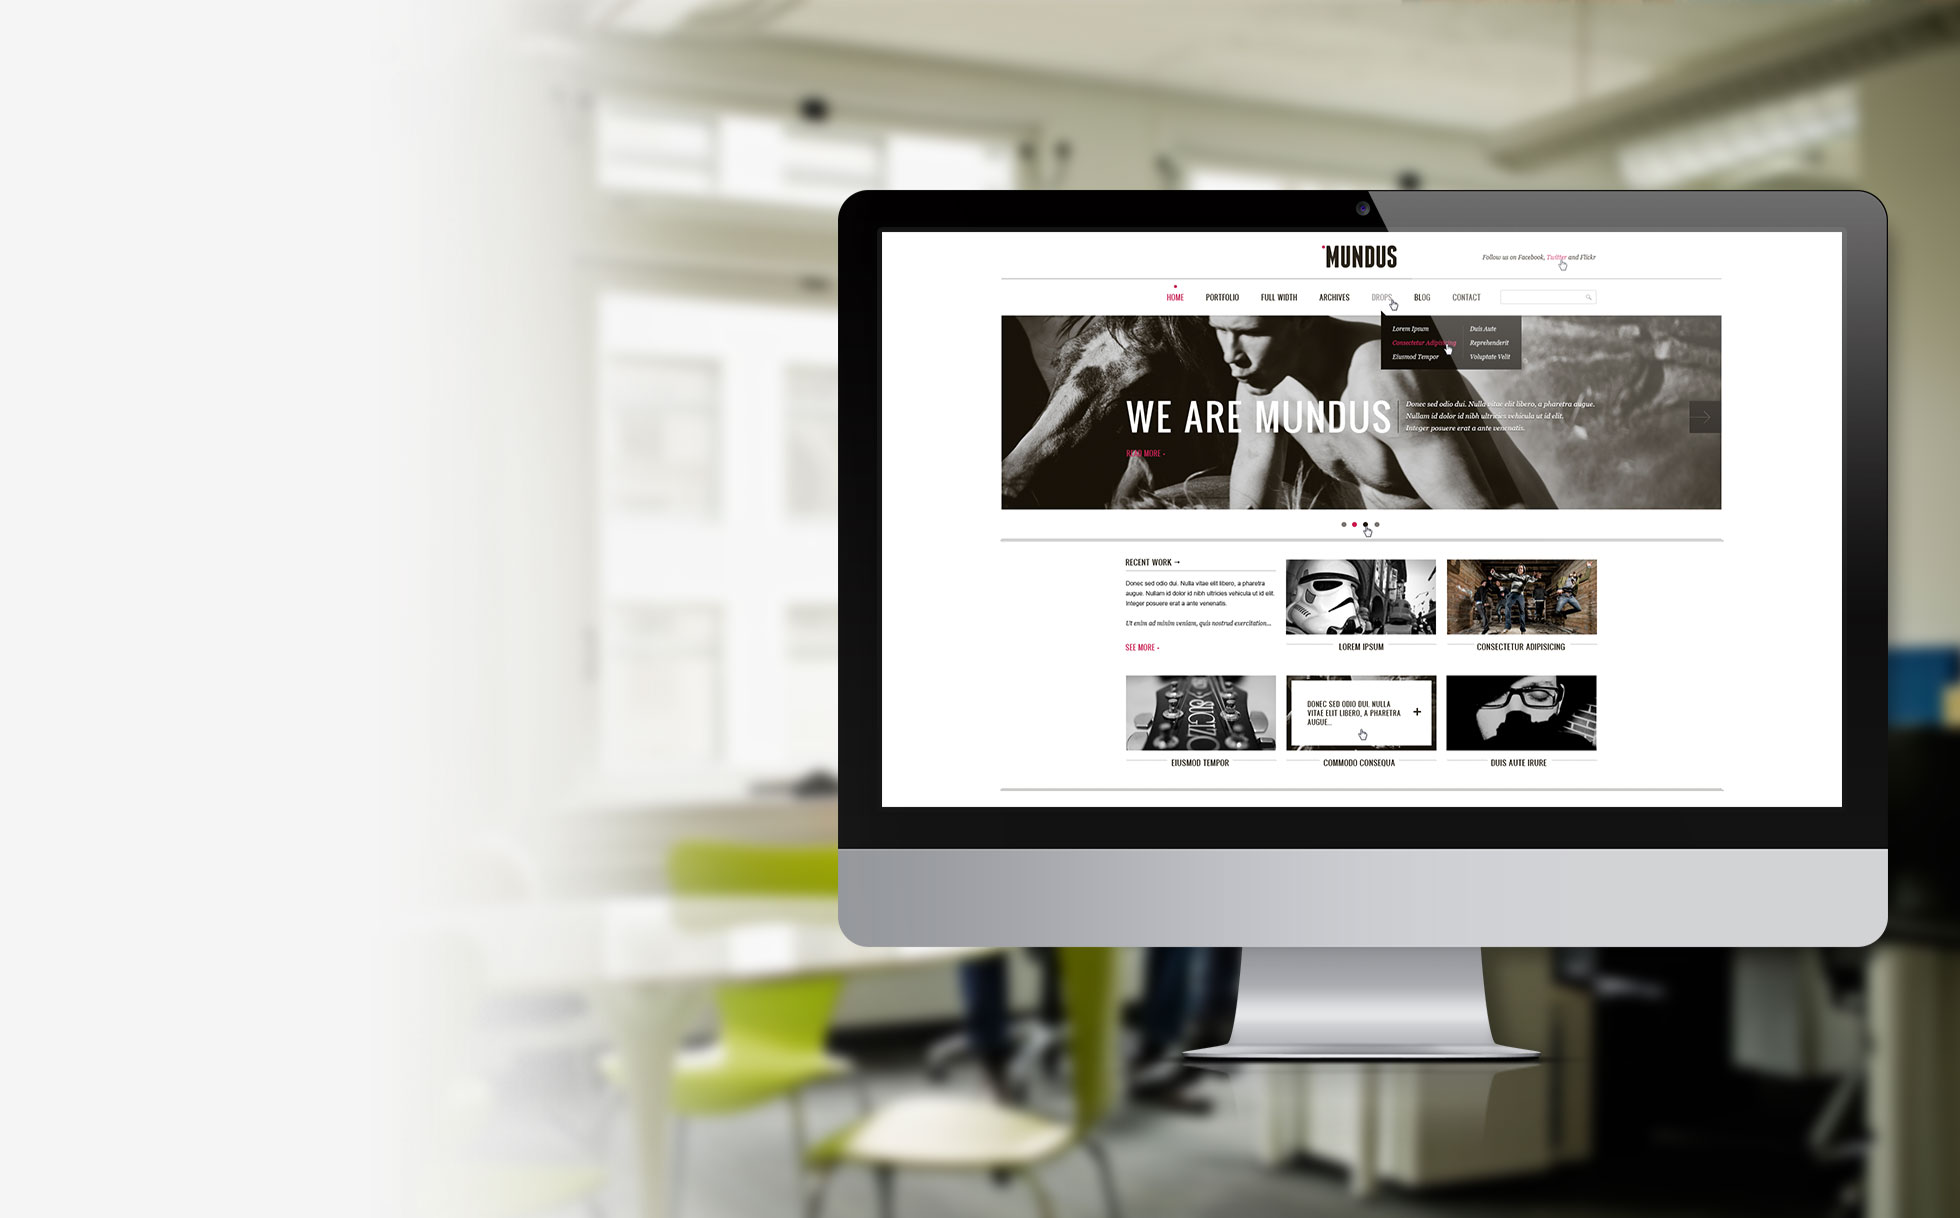 MUNDUS
Follow us on Facebook, Twitter and Flickr
HOME PORTFOLIO FULL WIDTH ARCHIVES DROPS BLOG CONTACT
Lorem Ipsum Duis Aute
Consectetur Adipisicing Reprehenderit
Eiusmod Tempor Voluptate Velit
WE ARE MUNDUS
Donec sed odio dui. Nulla vitae elit libero, a pharetra augue.
Nullam id dolor id nibh ultricies vehicula ut id elit.
Integer posuere erat a ante venenatis.
READ MORE
RECENT WORK →
Donec sed odio dui. Nulla vitae elit libero, a pharetra
augue. Nullam id dolor id nibh ultricies vehicula ut id elit.
Integer posuere erat a ante venenatis.
Ut enim ad minim veniam, quis nostrud exercitation...
SEE MORE
LOREM IPSUM
CONSECTETUR ADIPISICING
EIUSMOD TEMPOR
DONEC SED ODIO DUI. NULLA
VITAE ELIT LIBERO, A PHARETRA
AUGUE...
COMMODO CONSEQUA
DUIS AUTE IRURE